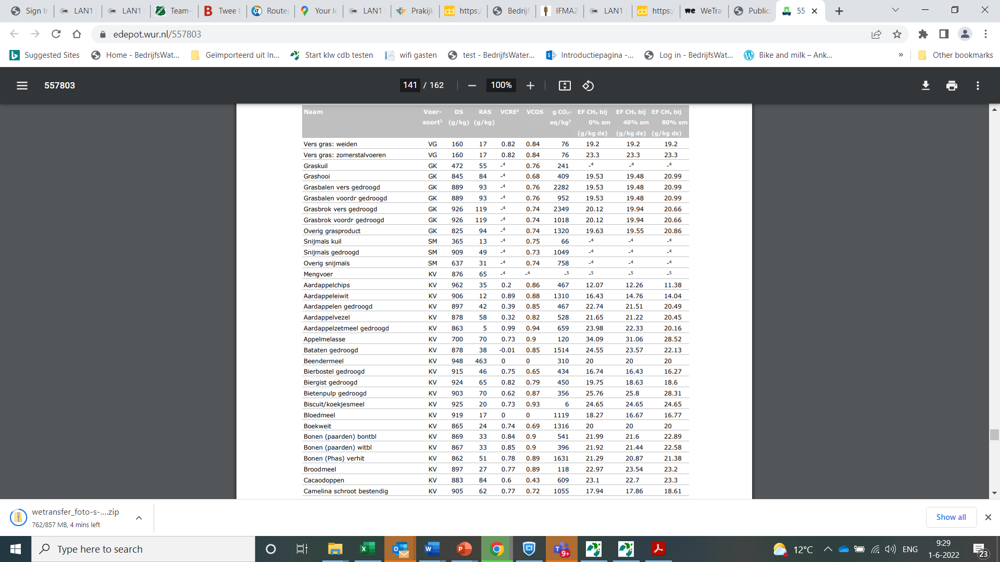 Sign In LAN1 LAN1 Team- Twee b Route Your lo LAN1 Prakijk https:/ Bedrijf IFMA2 LAN1 https:/ WeTra Public 55
edepot.wur.nl/557803
Suggested Sites Home - BedrijfsWat... Geïmporteerd uit In... Start klw cdb testen wifi gasten test - BedrijfsWater... Introductiepagina -... Log in - BedrijfsWat... Bike and milk – Ank... » Other bookmarks
557803 141 / 162 100%
Naam Voer- DS RAS VCRE² VCOS g CO₂- EF CH₄ bij EF CH₄ bij EF CH₄ bij
soort¹ (g/kg) (g/kg) eq/kg³ 0% sm 40% sm 80% sm
(g/kg ds) (g/kg ds) (g/kg ds)
Vers gras: weiden VG 160 17 0.82 0.84 76 19.2 19.2 19.2
Vers gras: zomerstalvoeren VG 160 17 0.82 0.84 76 23.3 23.3 23.3
Graskuil GK 472 55 -⁴ 0.76 241 -⁴ -⁴ -⁴
Grashooi GK 845 84 -⁴ 0.68 409 19.53 19.48 20.99
Grasbalen vers gedroogd GK 889 93 -⁴ 0.76 2282 19.53 19.48 20.99
Grasbalen voordr gedroogd GK 889 93 -⁴ 0.76 952 19.53 19.48 20.99
Grasbrok vers gedroogd GK 926 119 -⁴ 0.74 2349 20.12 19.94 20.66
Grasbrok voordr gedroogd GK 926 119 -⁴ 0.74 1018 20.12 19.94 20.66
Overig grasproduct GK 825 94 -⁴ 0.74 1320 19.63 19.55 20.86
Snijmaïs kuil SM 365 13 -⁴ 0.75 66 -⁴ -⁴ -⁴
Snijmaïs gedroogd SM 909 49 -⁴ 0.73 1049 -⁴ -⁴ -⁴
Overig snijmaïs SM 637 31 -⁴ 0.74 758 -⁴ -⁴ -⁴
Mengvoer KV 876 65 -⁴ -⁴ -⁵ -⁵ -⁵ -⁵
Aardappelchips KV 962 35 0.2 0.86 467 12.07 12.26 11.38
Aardappeleiwit KV 906 12 0.89 0.88 1310 16.43 14.76 14.04
Aardappelen gedroogd KV 897 42 0.39 0.85 467 22.74 21.51 20.49
Aardappelvezel KV 878 58 0.32 0.82 528 21.65 21.22 20.45
Aardappelzetmeel gedroogd KV 863 5 0.99 0.94 659 23.98 22.33 20.16
Appelmelasse KV 700 70 0.73 0.9 120 34.09 31.06 28.52
Bataten gedroogd KV 878 38 -0.01 0.85 1514 24.55 23.57 22.13
Beendermeel KV 948 463 0 0 310 20 20 20
Bierbostel gedroogd KV 915 46 0.75 0.65 434 16.74 16.43 16.27
Biergist gedroogd KV 924 65 0.82 0.79 450 19.75 18.63 18.6
Bietenpulp gedroogd KV 903 70 0.62 0.87 356 25.76 25.8 28.31
Biscuit/koekjesmeel KV 925 20 0.73 0.93 6 24.65 24.65 24.65
Bloedmeel KV 919 17 0 0 1119 18.27 16.67 16.77
Boekweit KV 865 24 0.74 0.69 1316 20 20 20
Bonen (paarden) bontbl KV 869 33 0.84 0.9 541 21.99 21.6 22.89
Bonen (paarden) witbl KV 867 33 0.85 0.9 396 21.92 21.44 22.58
Bonen (Phas) verhit KV 862 51 0.78 0.89 1631 21.29 20.87 21.38
Broodmeel KV 897 27 0.77 0.89 118 22.97 23.54 23.2
Cacaodoppen KV 883 84 0.6 0.43 609 23.1 22.7 23.3
Camelina schroot bestendig KV 905 62 0.77 0.72 1055 17.94 17.86 18.61
wetransfer_foto-s-....zip
762/857 MB, 4 mins left
Show all
Type here to search
9+
12°C ENG
9:29
1-6-2022
23